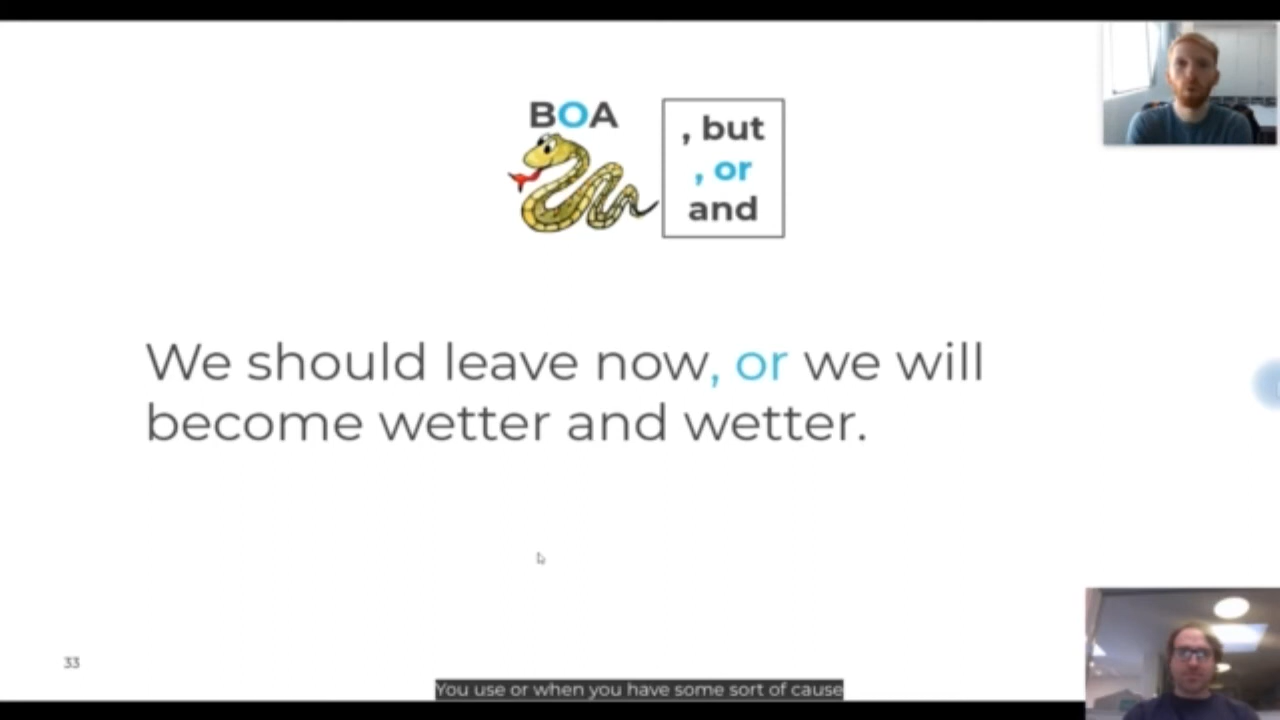 BOA
, but
, or
and
We should leave now, or we will
become wetter and wetter.
33
You use or when you have some sort of cause